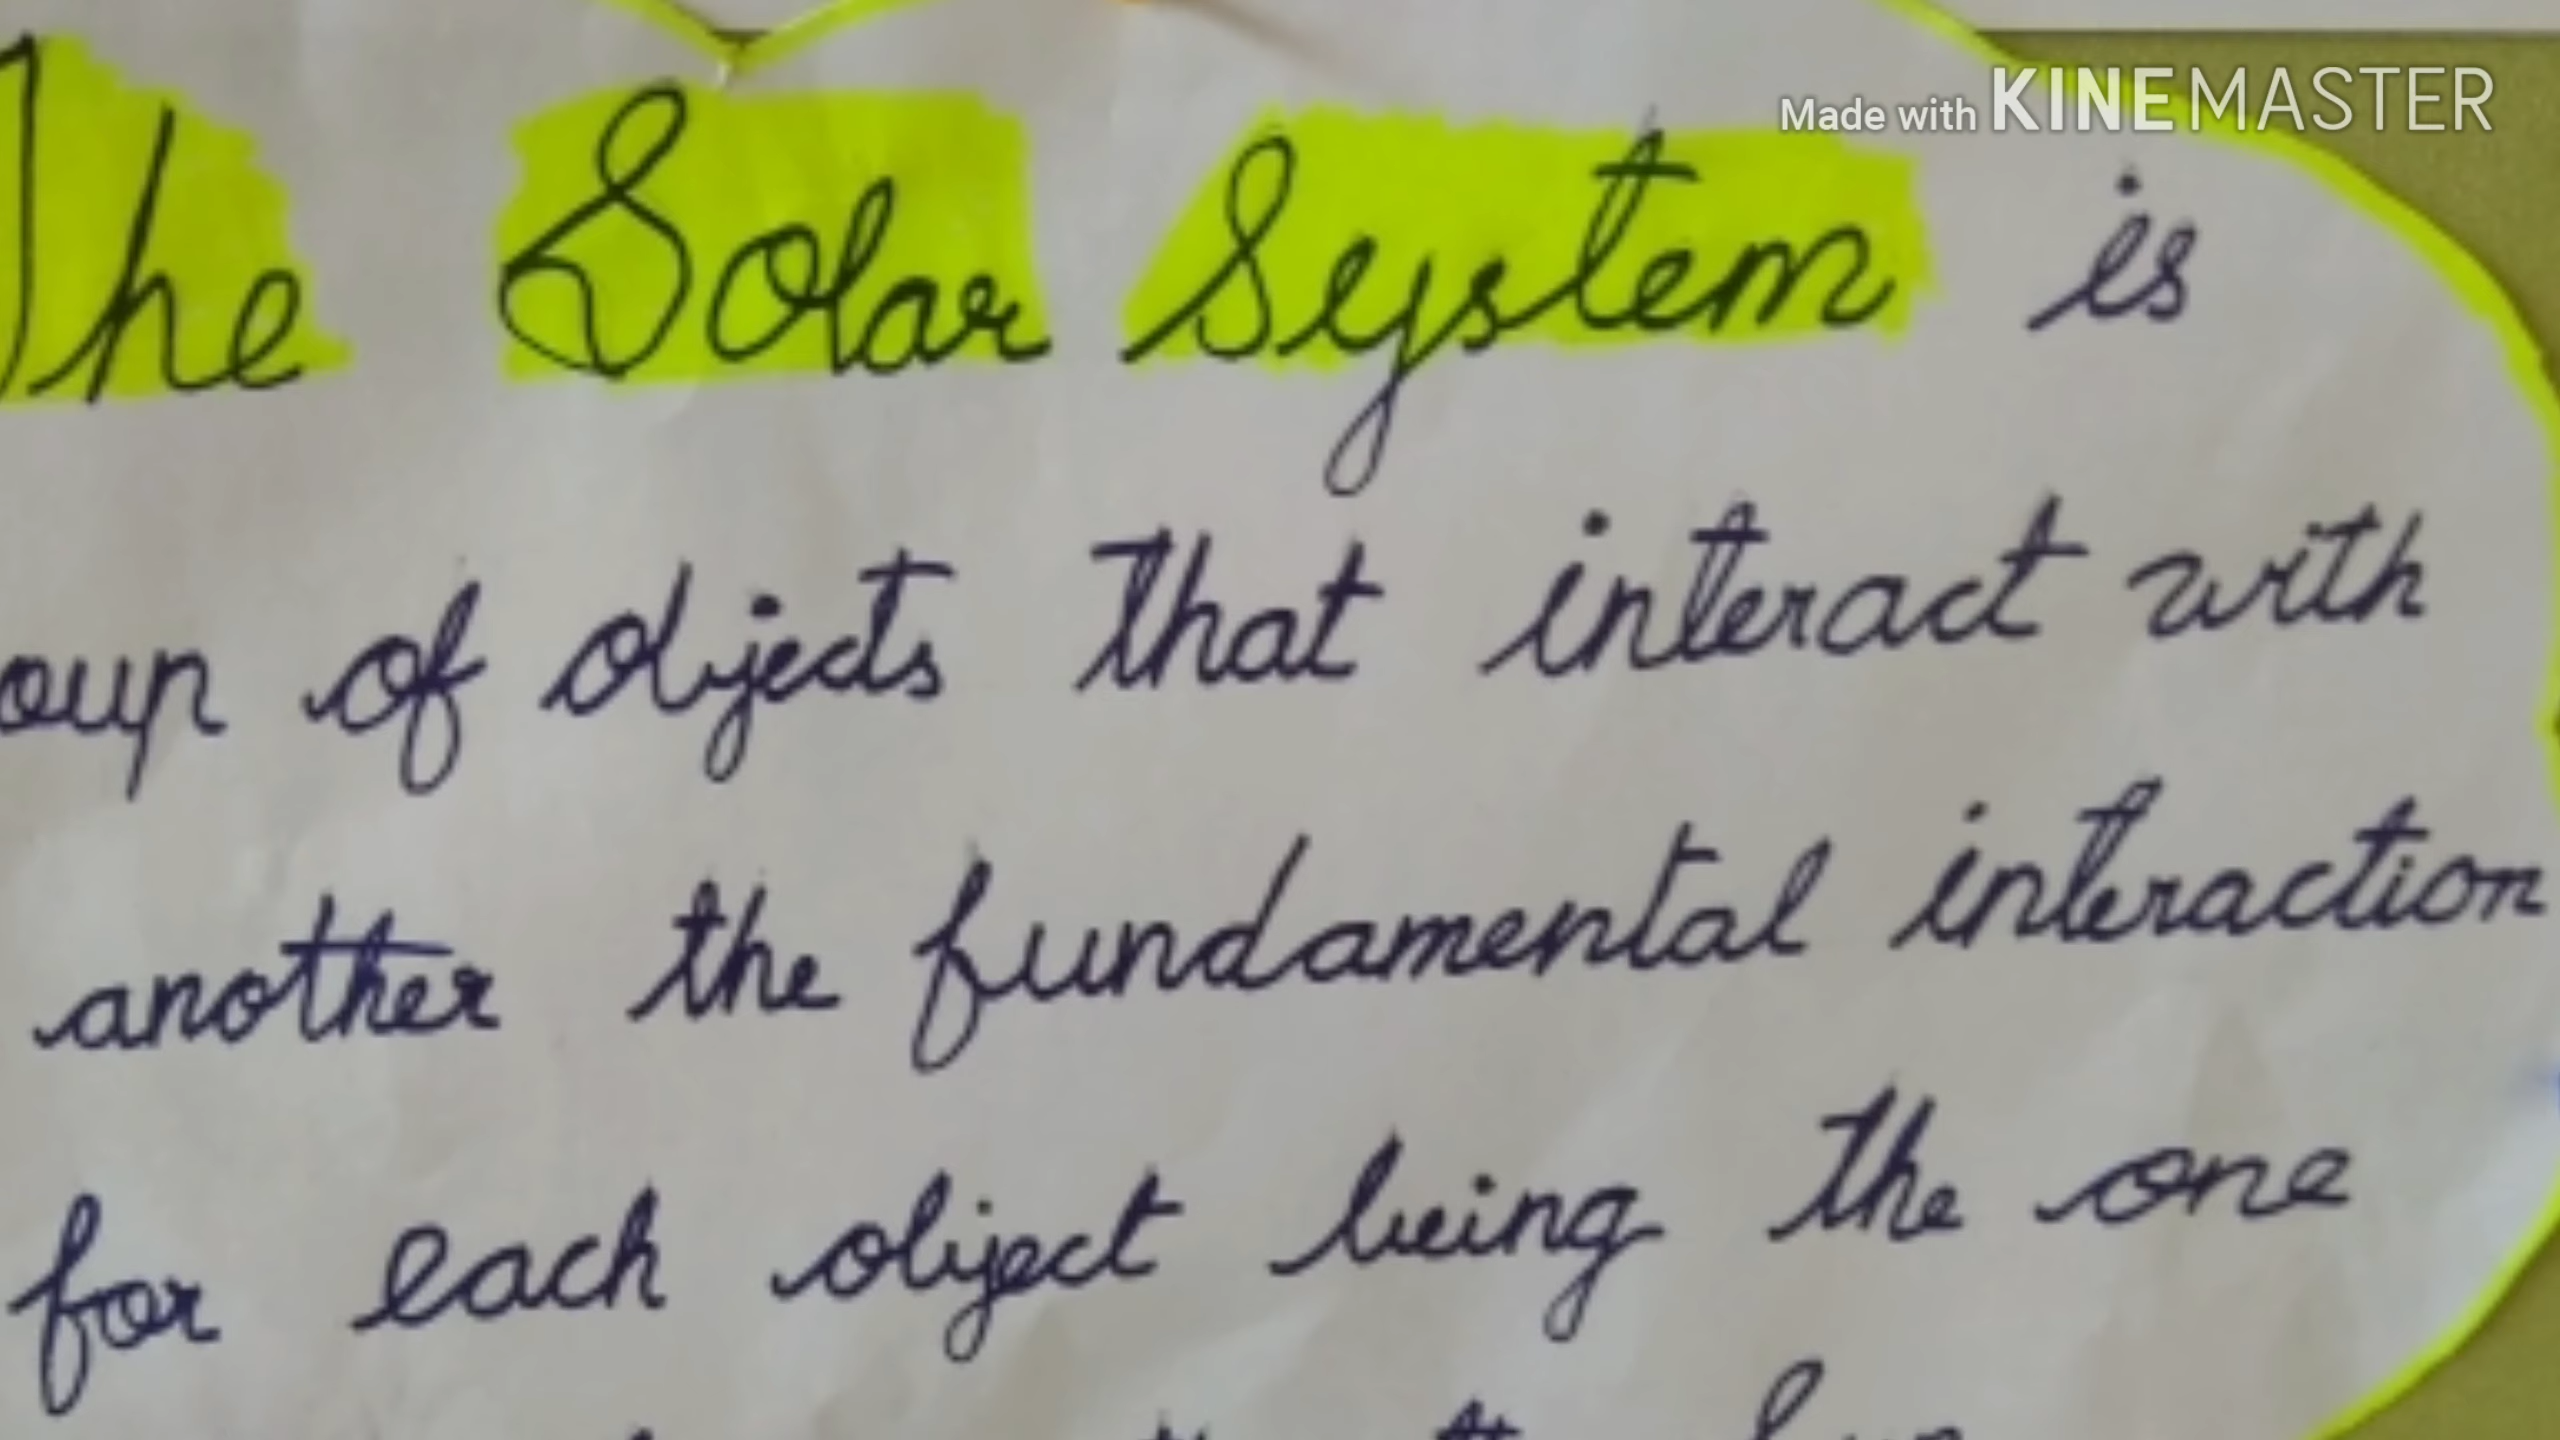 Made with KINEMASTER
The Solar System is
oup of objects that interact with
another the fundamental interaction
for each object being the one